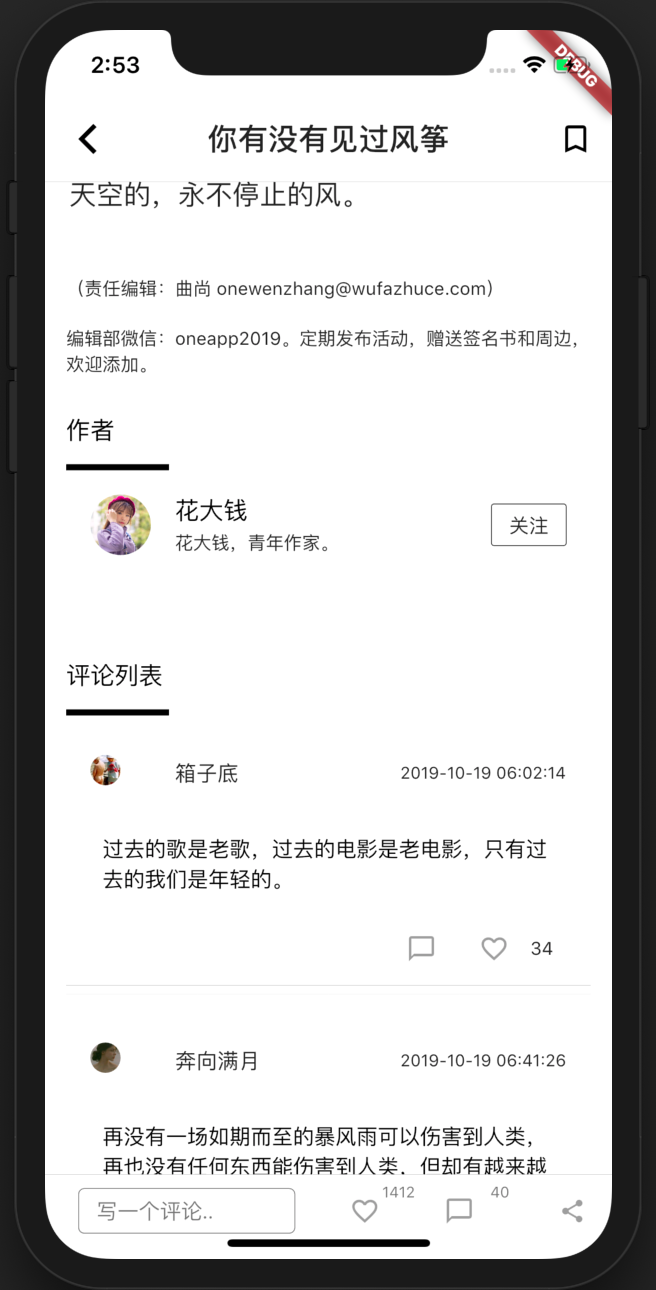 2:53
DEBUG
你有没有见过风筝
天空的，永不停止的风。
（责任编辑：曲尚 onewenzhang@wufazhuce.com）
编辑部微信：oneapp2019。定期发布活动，赠送签名书和周边，
欢迎添加。
作者
花大钱
花大钱，青年作家。
关注
评论列表
箱子底
2019-10-19 06:02:14
过去的歌是老歌，过去的电影是老电影，只有过
去的我们是年轻的。
34
奔向满月
2019-10-19 06:41:26
再没有一场如期而至的暴风雨可以伤害到人类，
再也没有任何东西能伤害到人类，但却有越来越
写一个评论..
1412
40